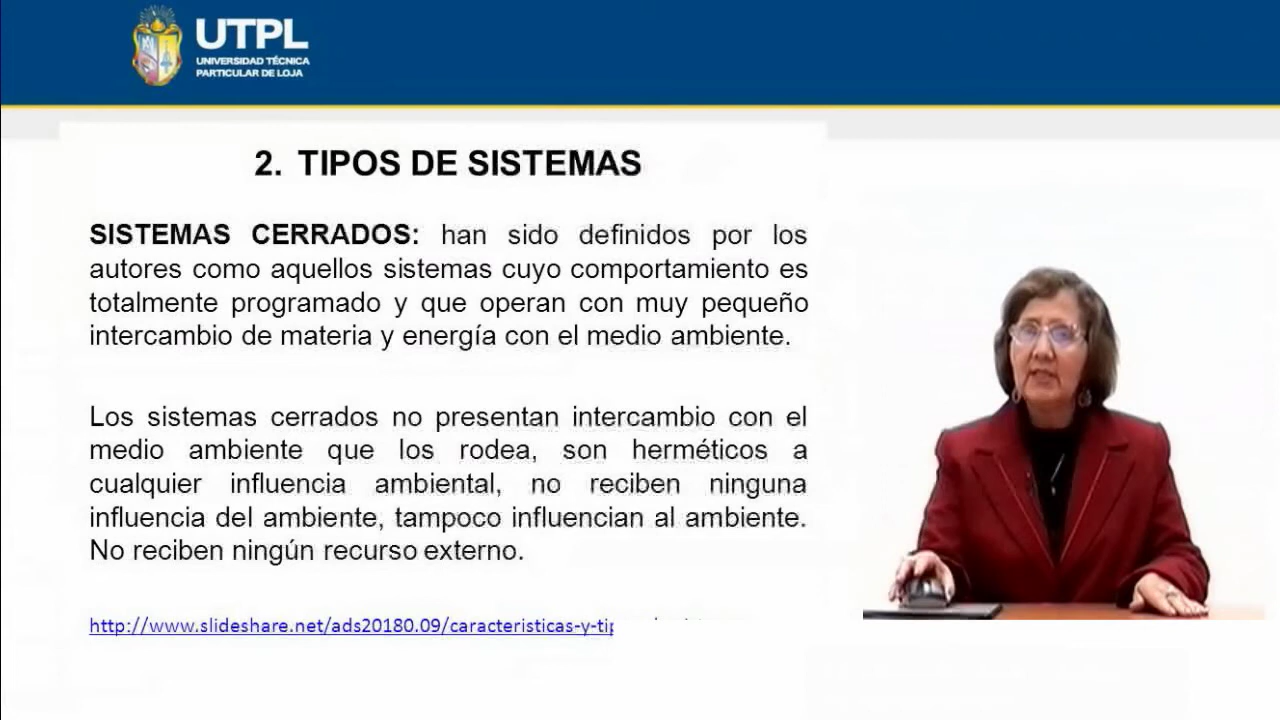 UTPL
UNIVERSIDAD TÉCNICA
PARTICULAR DE LOJA
2. TIPOS DE SISTEMAS
SISTEMAS CERRADOS: han sido definidos por los
autores como aquellos sistemas cuyo comportamiento es
totalmente programado y que operan con muy pequeño
intercambio de materia y energía con el medio ambiente.
Los sistemas cerrados no presentan intercambio con el
medio ambiente que los rodea, son herméticos a
cualquier influencia ambiental, no reciben ninguna
influencia del ambiente, tampoco influencian al ambiente.
No reciben ningún recurso externo.
http://www.slideshare.net/ads20180.09/caracteristicas-y-tip